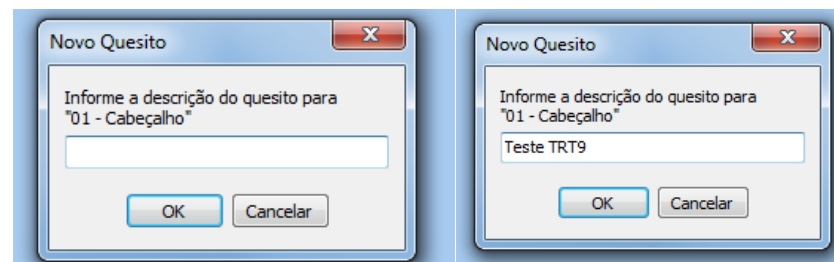 Novo Quesito
Informe a descrição do quesito para
"01 - Cabeçalho"
OK
Cancelar
Novo Quesito
Informe a descrição do quesito para
"01 - Cabeçalho"
Teste TRT9
OK
Cancelar